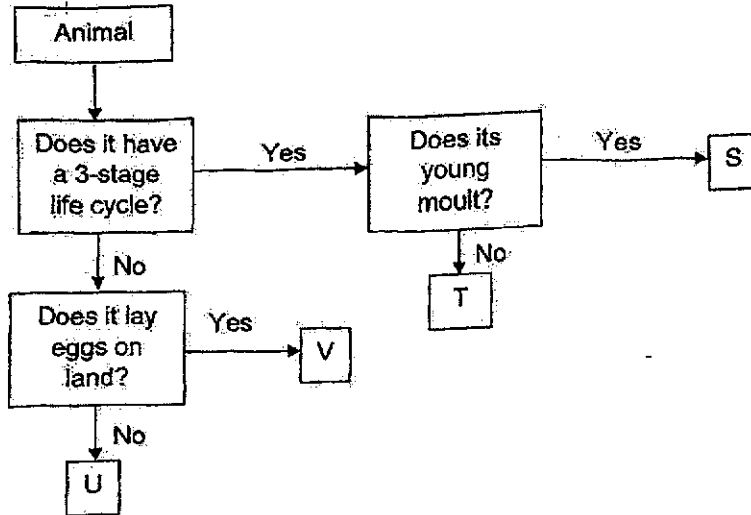 Animal
Does it have
a 3-stage
life cycle?
Yes
Does its
young
moult?
Yes
S
No
No
T
Does it lay
eggs on
land?
Yes
V
No
U